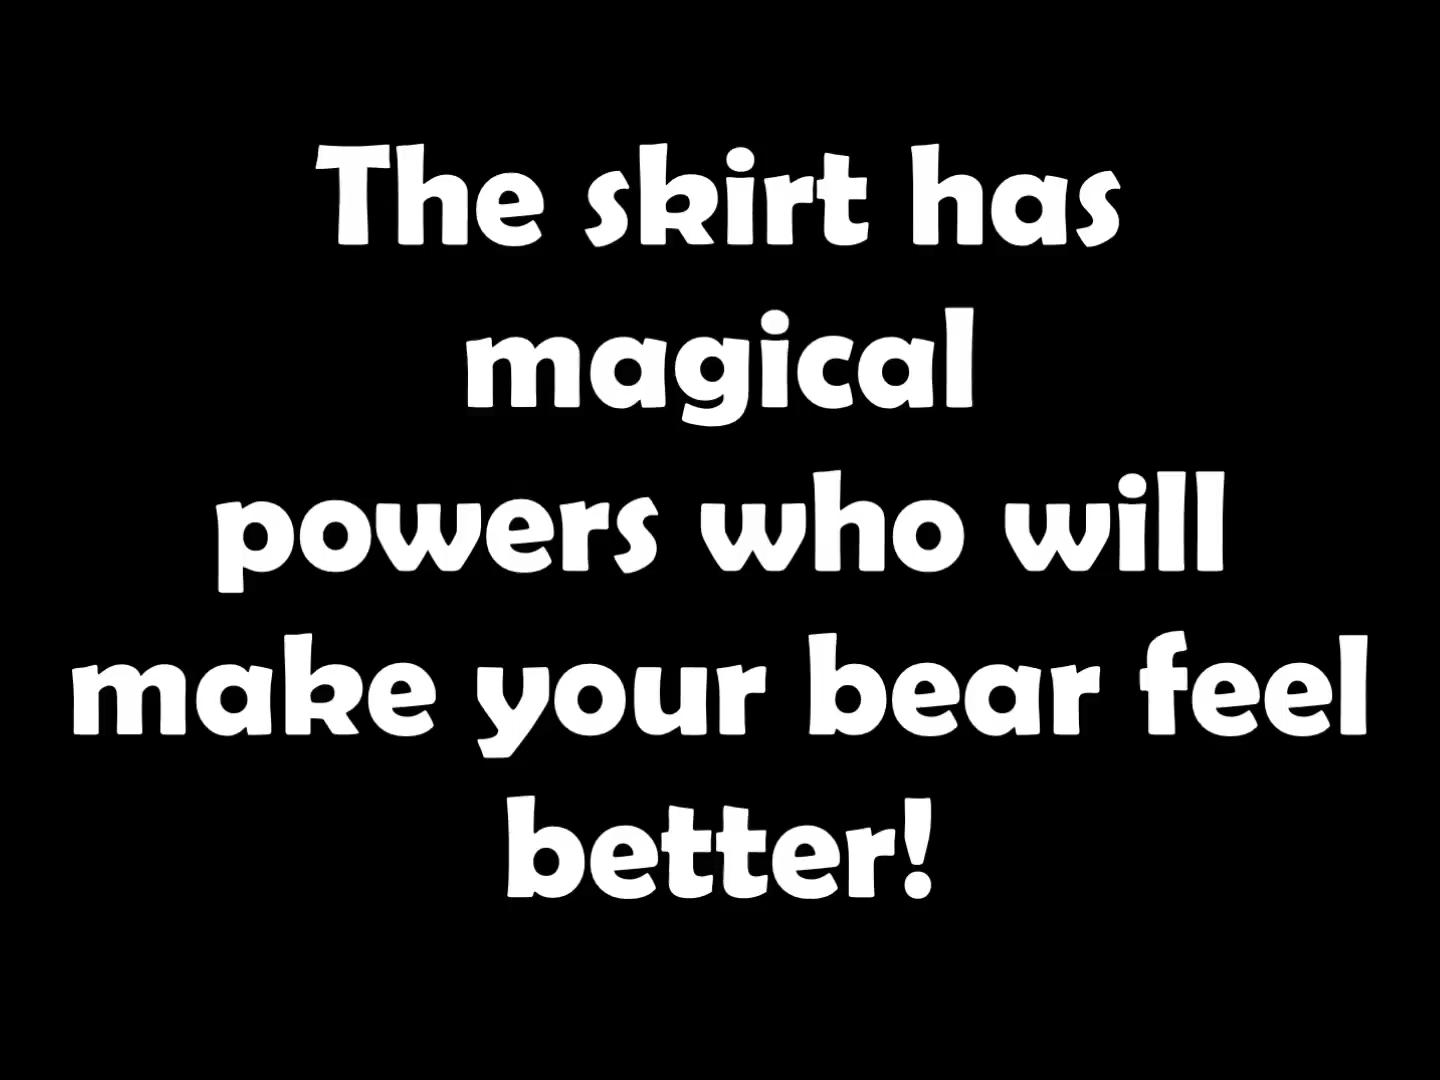 The skirt has
magical
powers who will
make your bear feel
better!